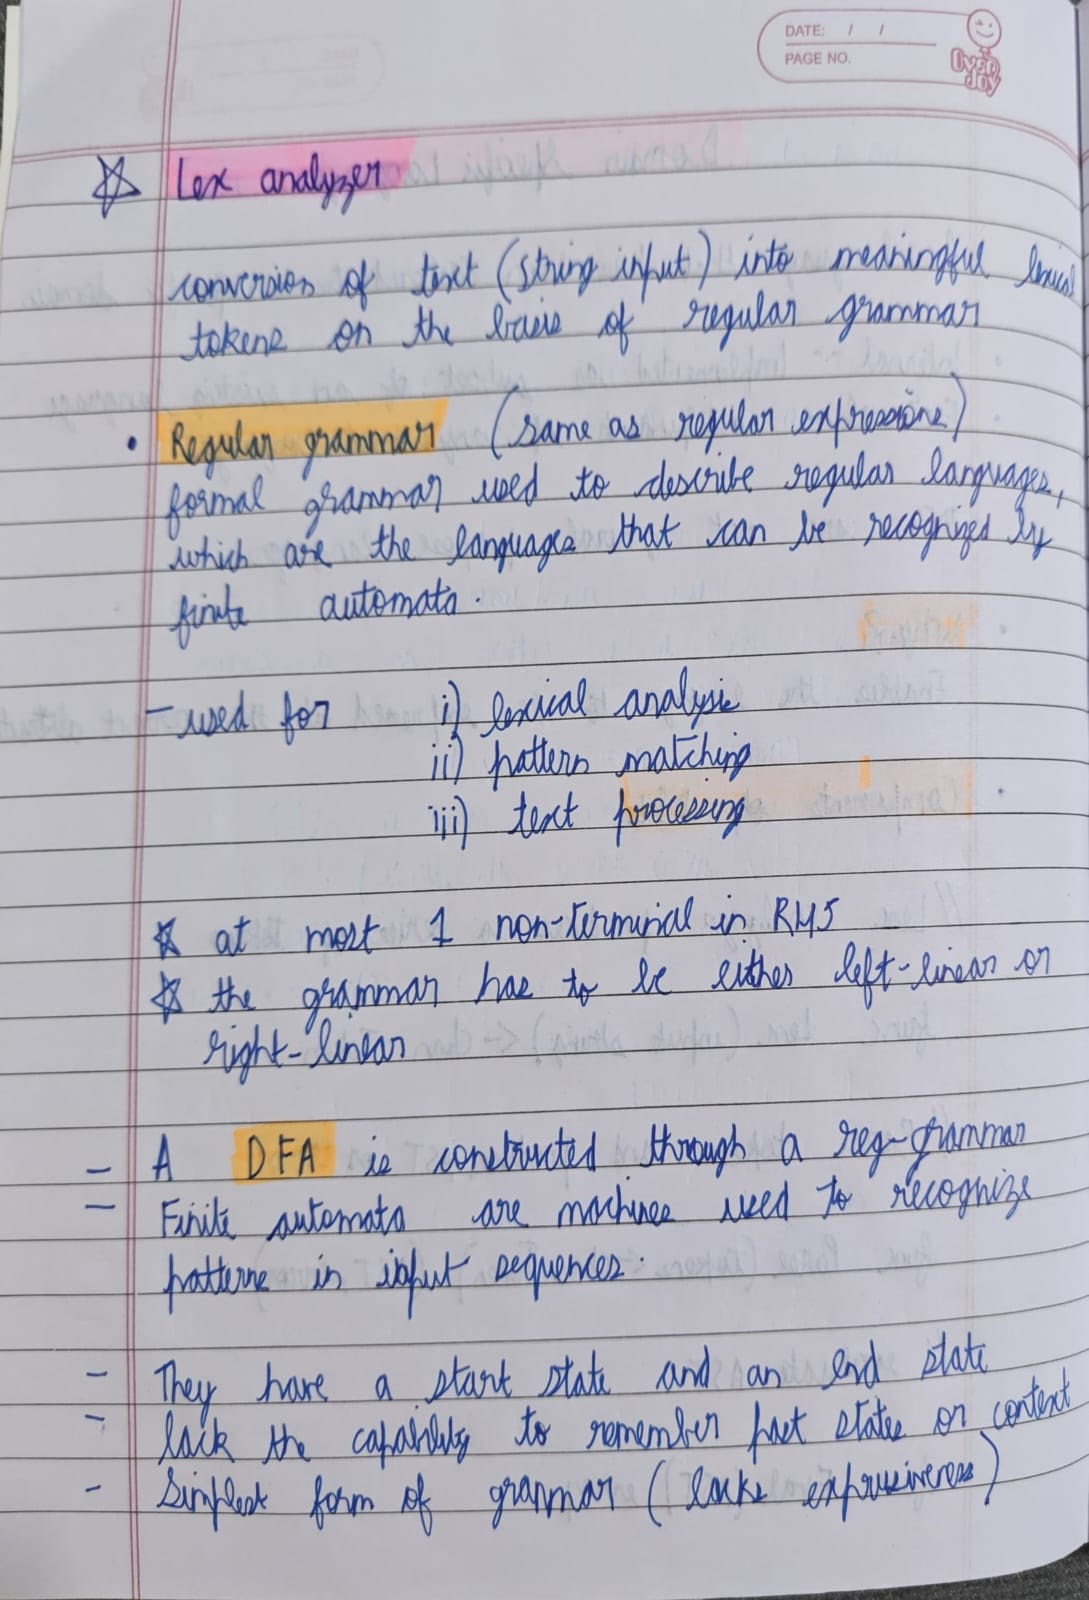 DATE: / /
PAGE NO.
OVER JOY
Lex analyzer
conversion of text (string input) into meaningful lexical
tokens on the basis of regular grammar
• Regular grammar (same as regular expressions)
formal grammar used to describe regular languages,
which are the languages that can be recognized by
finite automata.
- used for i) lexical analysis
ii) pattern matching
iii) text processing
at most 1 non-terminal in RHS
the grammar has to be either left-linear or
right-linear
- A DFA is constructed through a reg-grammar
- Finite automata are machines used to recognize
patterns in input sequences.
- They have a start state and an end state
- lack the capability to remember past states or context
- Simplest form of grammar (lacks expressiveness)